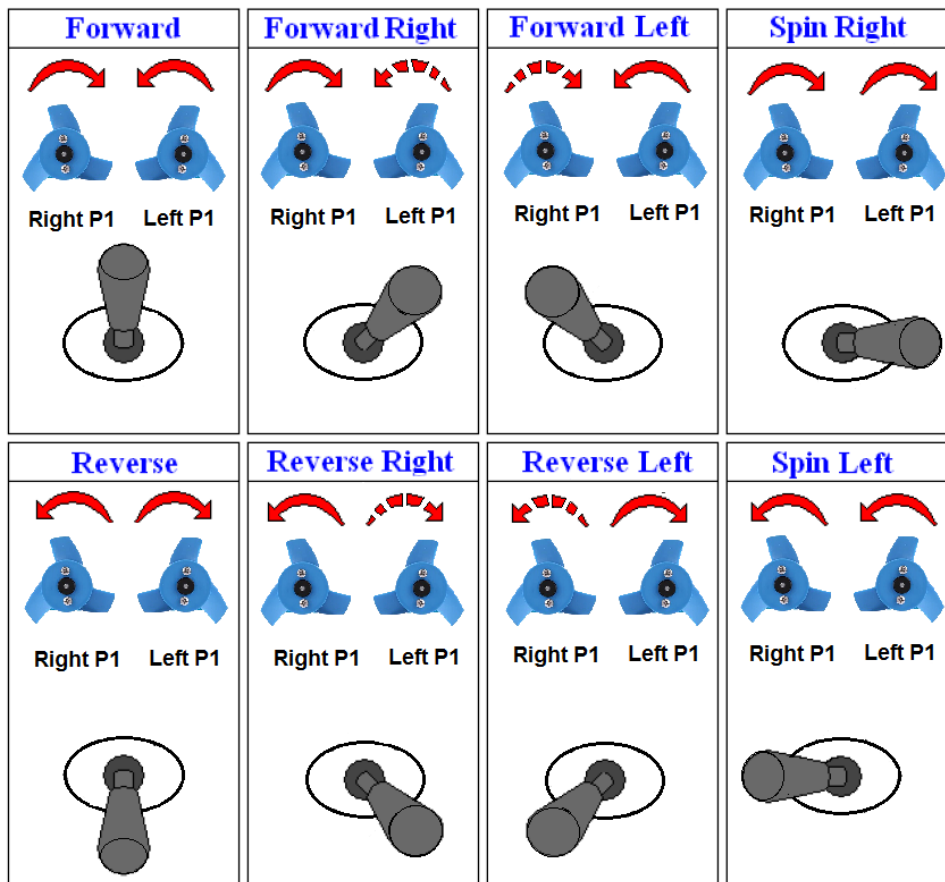 Forward
Forward Right
Forward Left
Spin Right
Right P1 Left P1
Right P1 Left P1
Right P1 Left P1
Right P1 Left P1
Reverse
Reverse Right
Reverse Left
Spin Left
Right P1 Left P1
Right P1 Left P1
Right P1 Left P1
Right P1 Left P1